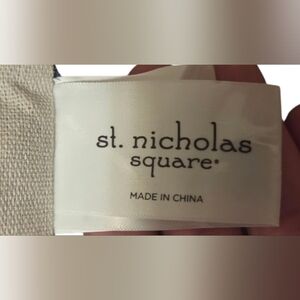 st. nicholas
square®
MADE IN CHINA